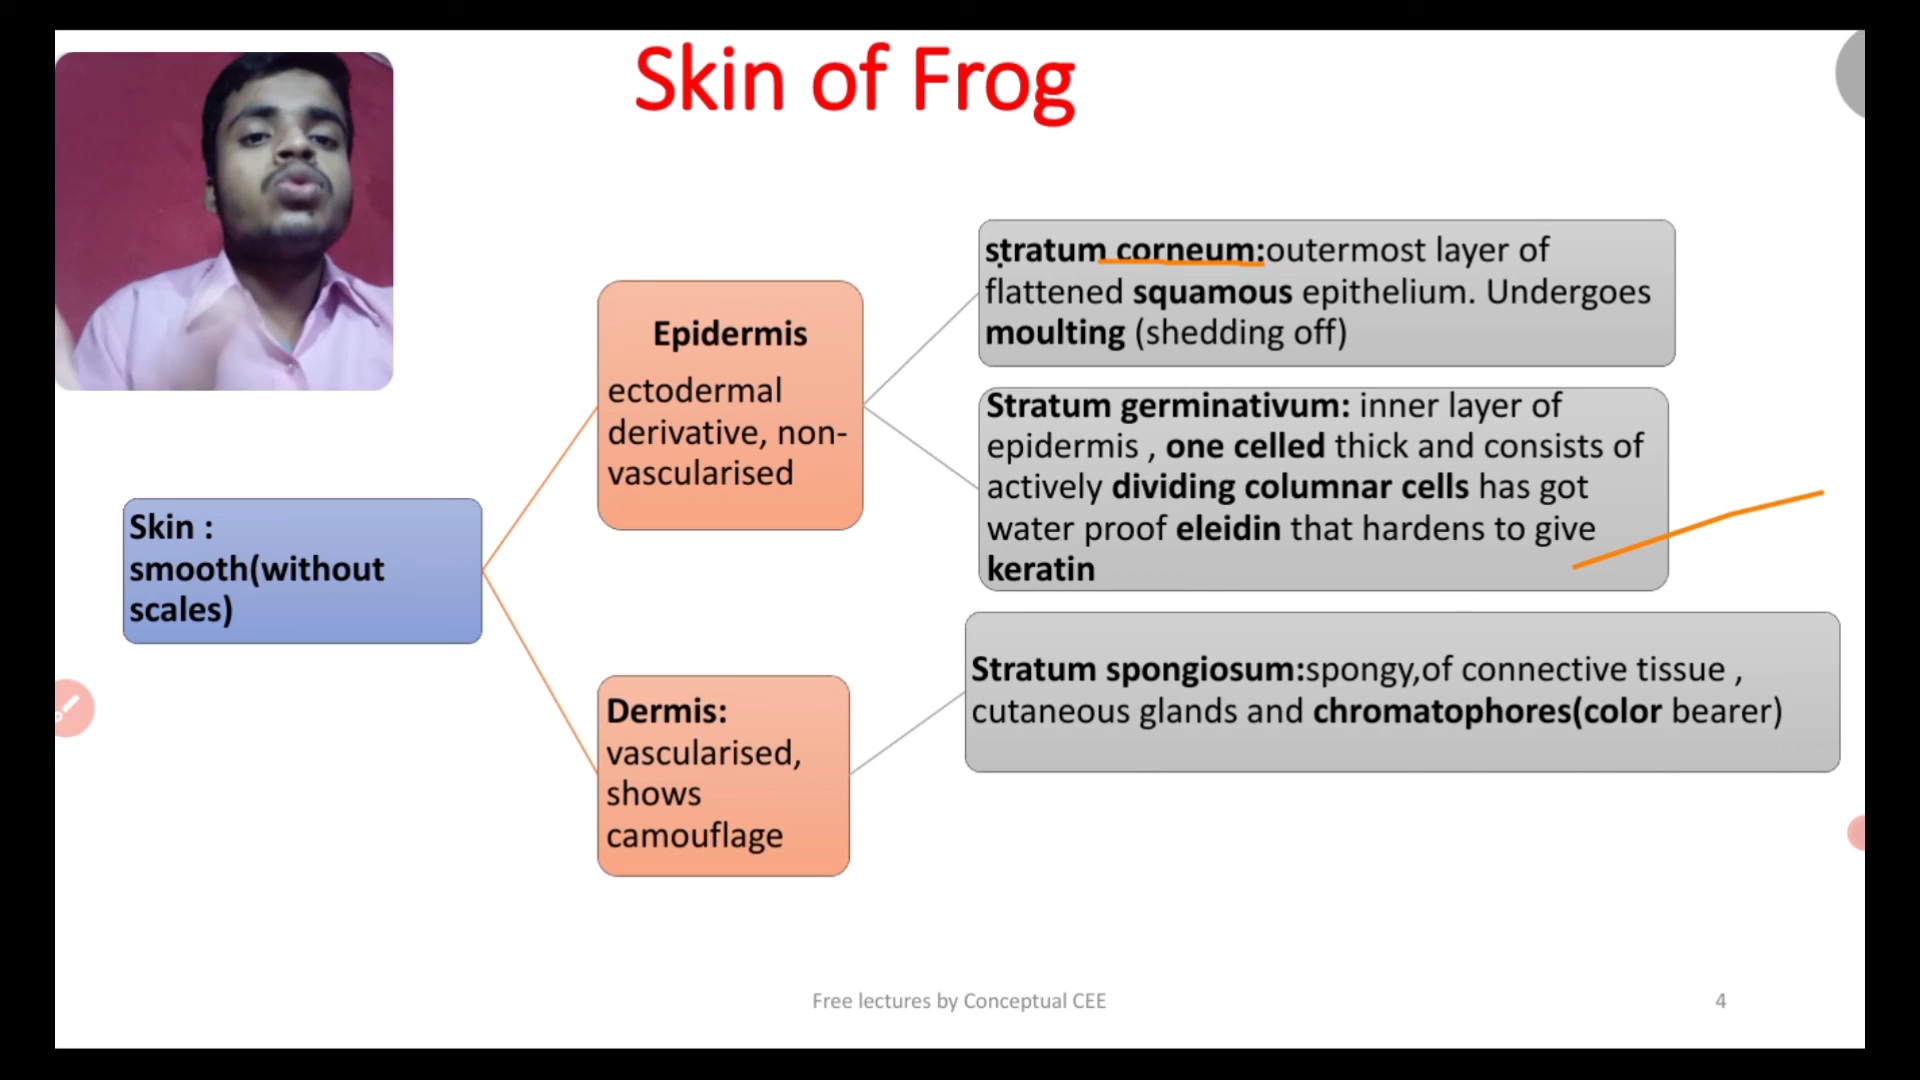 Skin of Frog
Skin :
smooth(without
scales)
Epidermis
ectodermal
derivative, non-
vascularised
stratum corneum:outermost layer of
flattened squamous epithelium. Undergoes
moulting (shedding off)
Stratum germinativum: inner layer of
epidermis , one celled thick and consists of
actively dividing columnar cells has got
water proof eleidin that hardens to give
keratin
Dermis:
vascularised,
shows
camouflage
Stratum spongiosum:spongy,of connective tissue ,
cutaneous glands and chromatophores(color bearer)
Free lectures by Conceptual CEE
4